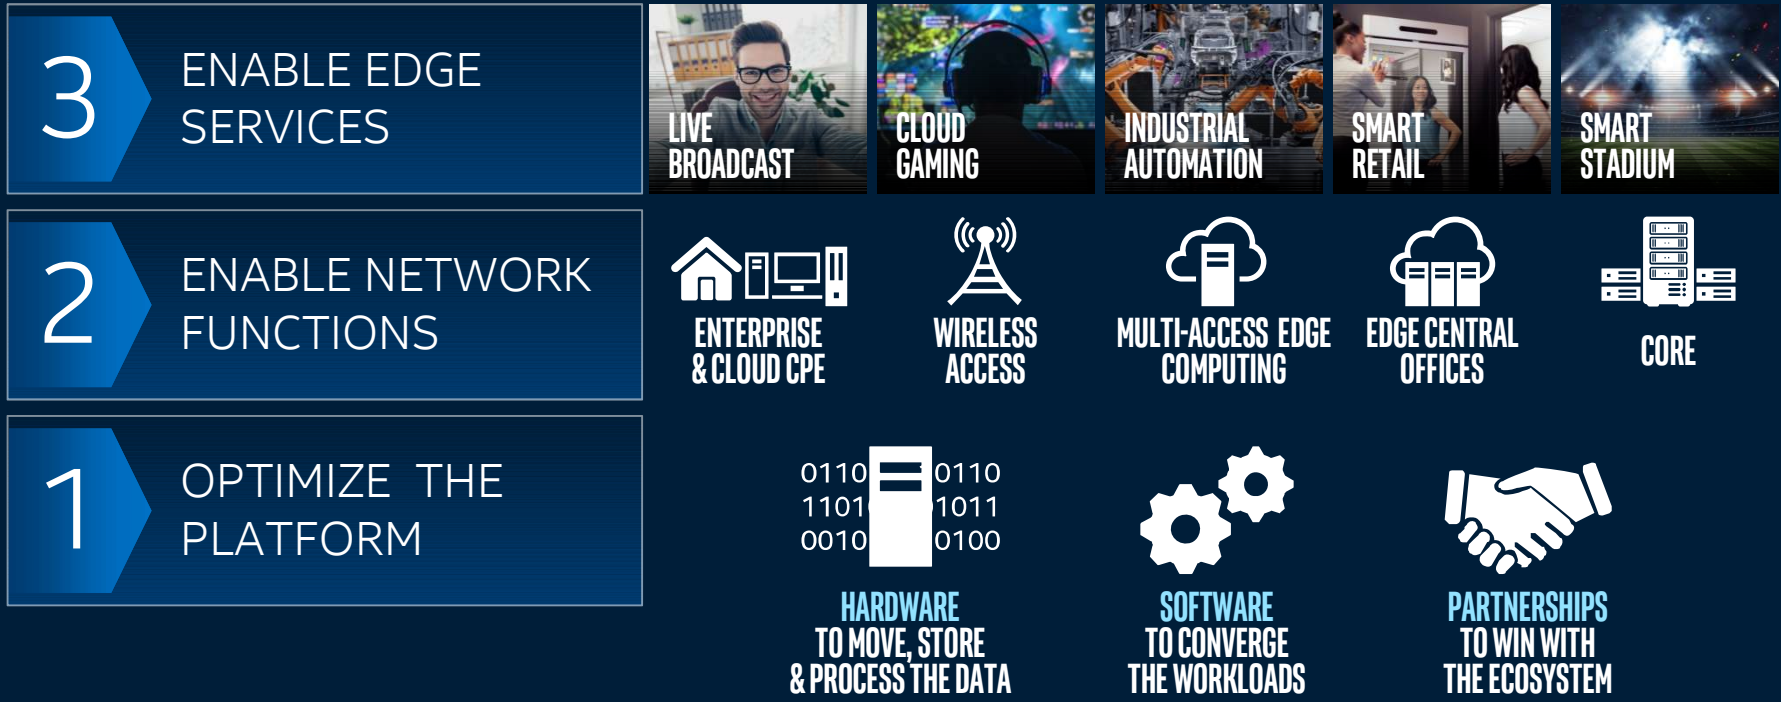 3
ENABLE EDGE
SERVICES
LIVE
BROADCAST
CLOUD
GAMING
INDUSTRIAL
AUTOMATION
SMART
RETAIL
SMART
STADIUM
2
ENABLE NETWORK
FUNCTIONS
ENTERPRISE
& CLOUD CPE
WIRELESS
ACCESS
MULTI-ACCESS EDGE
COMPUTING
EDGE CENTRAL
OFFICES
CORE
1
OPTIMIZE THE
PLATFORM
0110 0110
1101 1011
0010 0100
HARDWARE
TO MOVE, STORE
& PROCESS THE DATA
SOFTWARE
TO CONVERGE
THE WORKLOADS
PARTNERSHIPS
TO WIN WITH
THE ECOSYSTEM